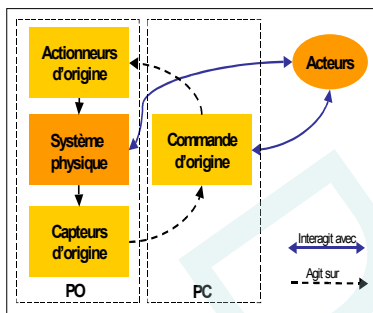 Actionneurs
d'origine
Acteurs
Système
physique
Commande
d'origine
Capteurs
d'origine
Interagit avec
Agit sur
PO
PC